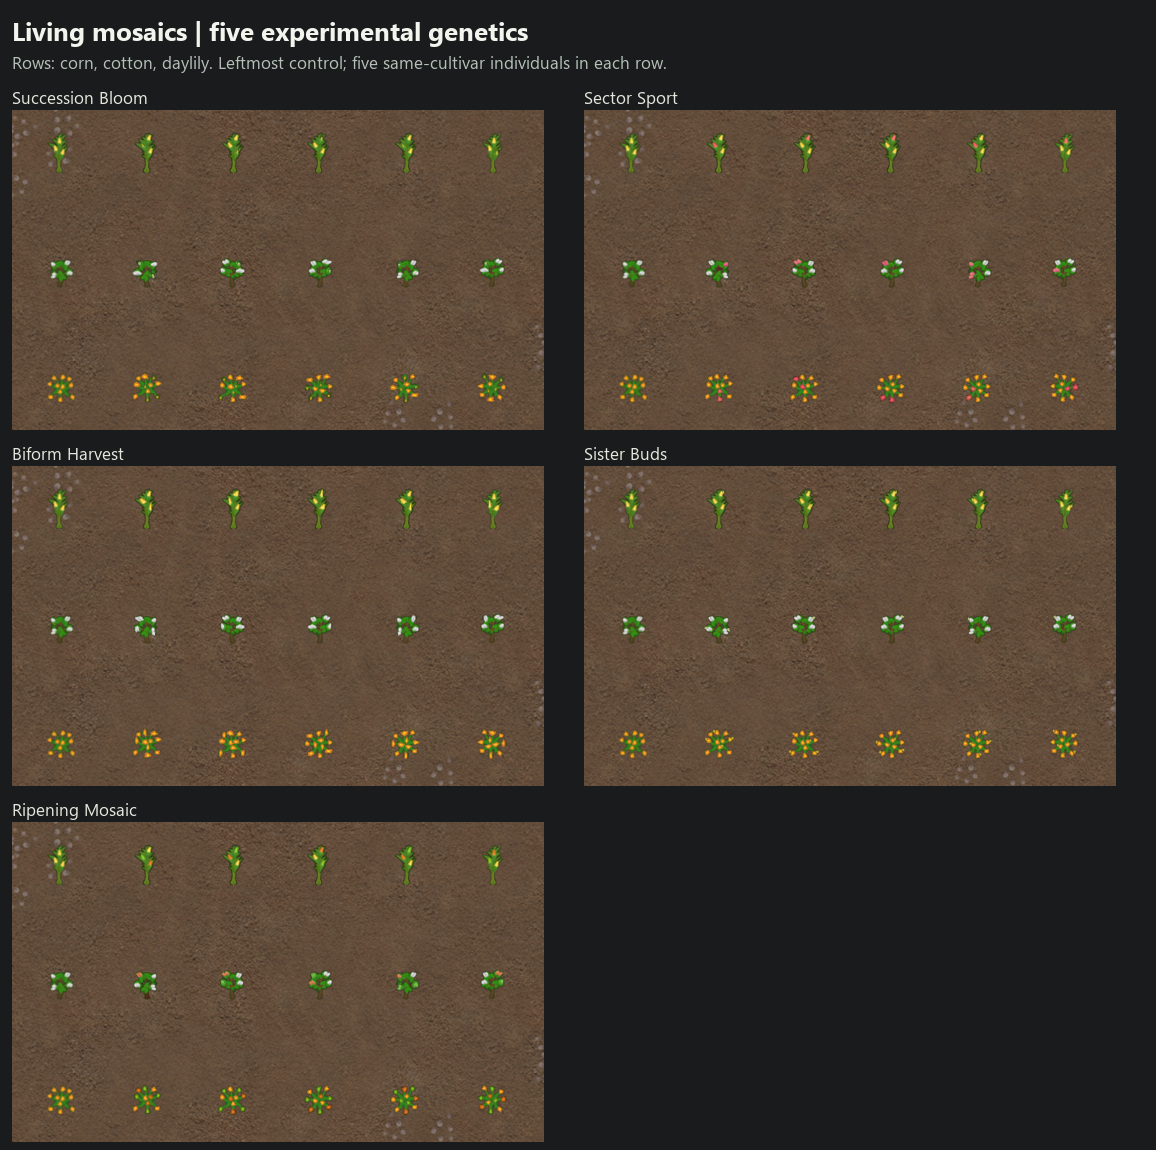 Living mosaics | five experimental genetics
Rows: corn, cotton, daylily. Leftmost control; five same-cultivar individuals in each row.
Succession Bloom
Sector Sport
Biform Harvest
Sister Buds
Ripening Mosaic